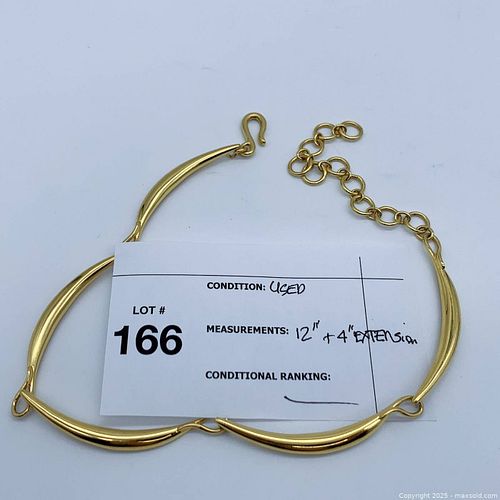 LOT #
166
CONDITION: USED
MEASUREMENTS: 12" + 4" EXTENSION
CONDITIONAL RANKING:
Copyright 2025 - maxsold.com